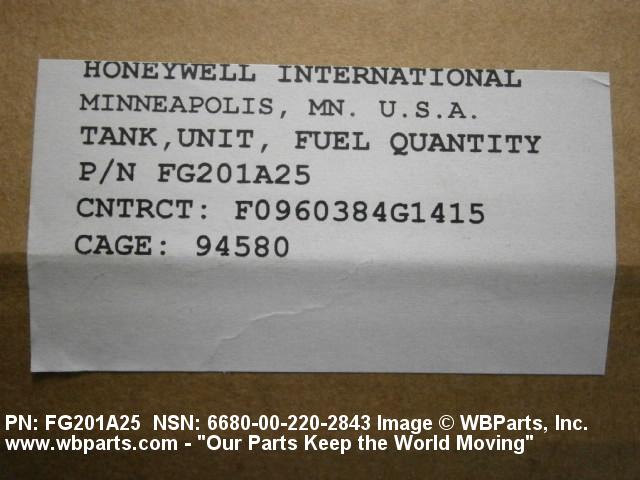 HONEYWELL INTERNATIONAL
MINNEAPOLIS, MN. U.S.A.
TANK,UNIT, FUEL QUANTITY
P/N FG201A25
CNTRCT: F0960384G1415
CAGE: 94580
PN: FG201A25 NSN: 6680-00-220-2843 Image © WBParts, Inc.
www.wbparts.com - "Our Parts Keep the World Moving"